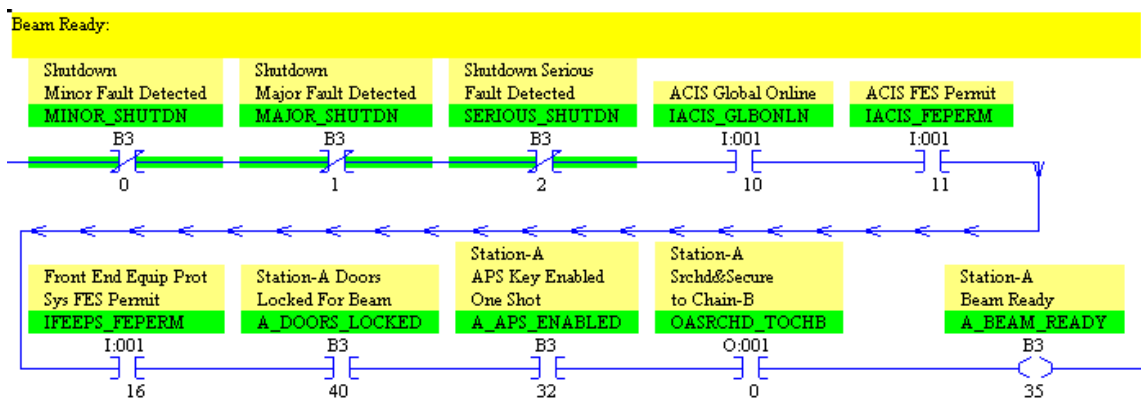 Beam Ready:
Shutdown
Minor Fault Detected
MINOR_SHUTDN
B3
0
Shutdown
Major Fault Detected
MAJOR_SHUTDN
B3
1
Shutdown Serious
Fault Detected
SERIOUS_SHUTDN
B3
2
ACIS Global Online
IACIS_GLBONLN
I:001
10
ACIS FES Permit
IACIS_FEPERM
I:001
11
Front End Equip Prot
Sys FES Permit
IFEEPS_FEPERM
I:001
16
Station-A Doors
Locked For Beam
A_DOORS_LOCKED
B3
40
Station-A
APS Key Enabled
One Shot
A_APS_ENABLED
B3
32
Station-A
Srchd&Secure
to Chain-B
OASRCHD_TOCHB
O:001
0
Station-A
Beam Ready
A_BEAM_READY
B3
35